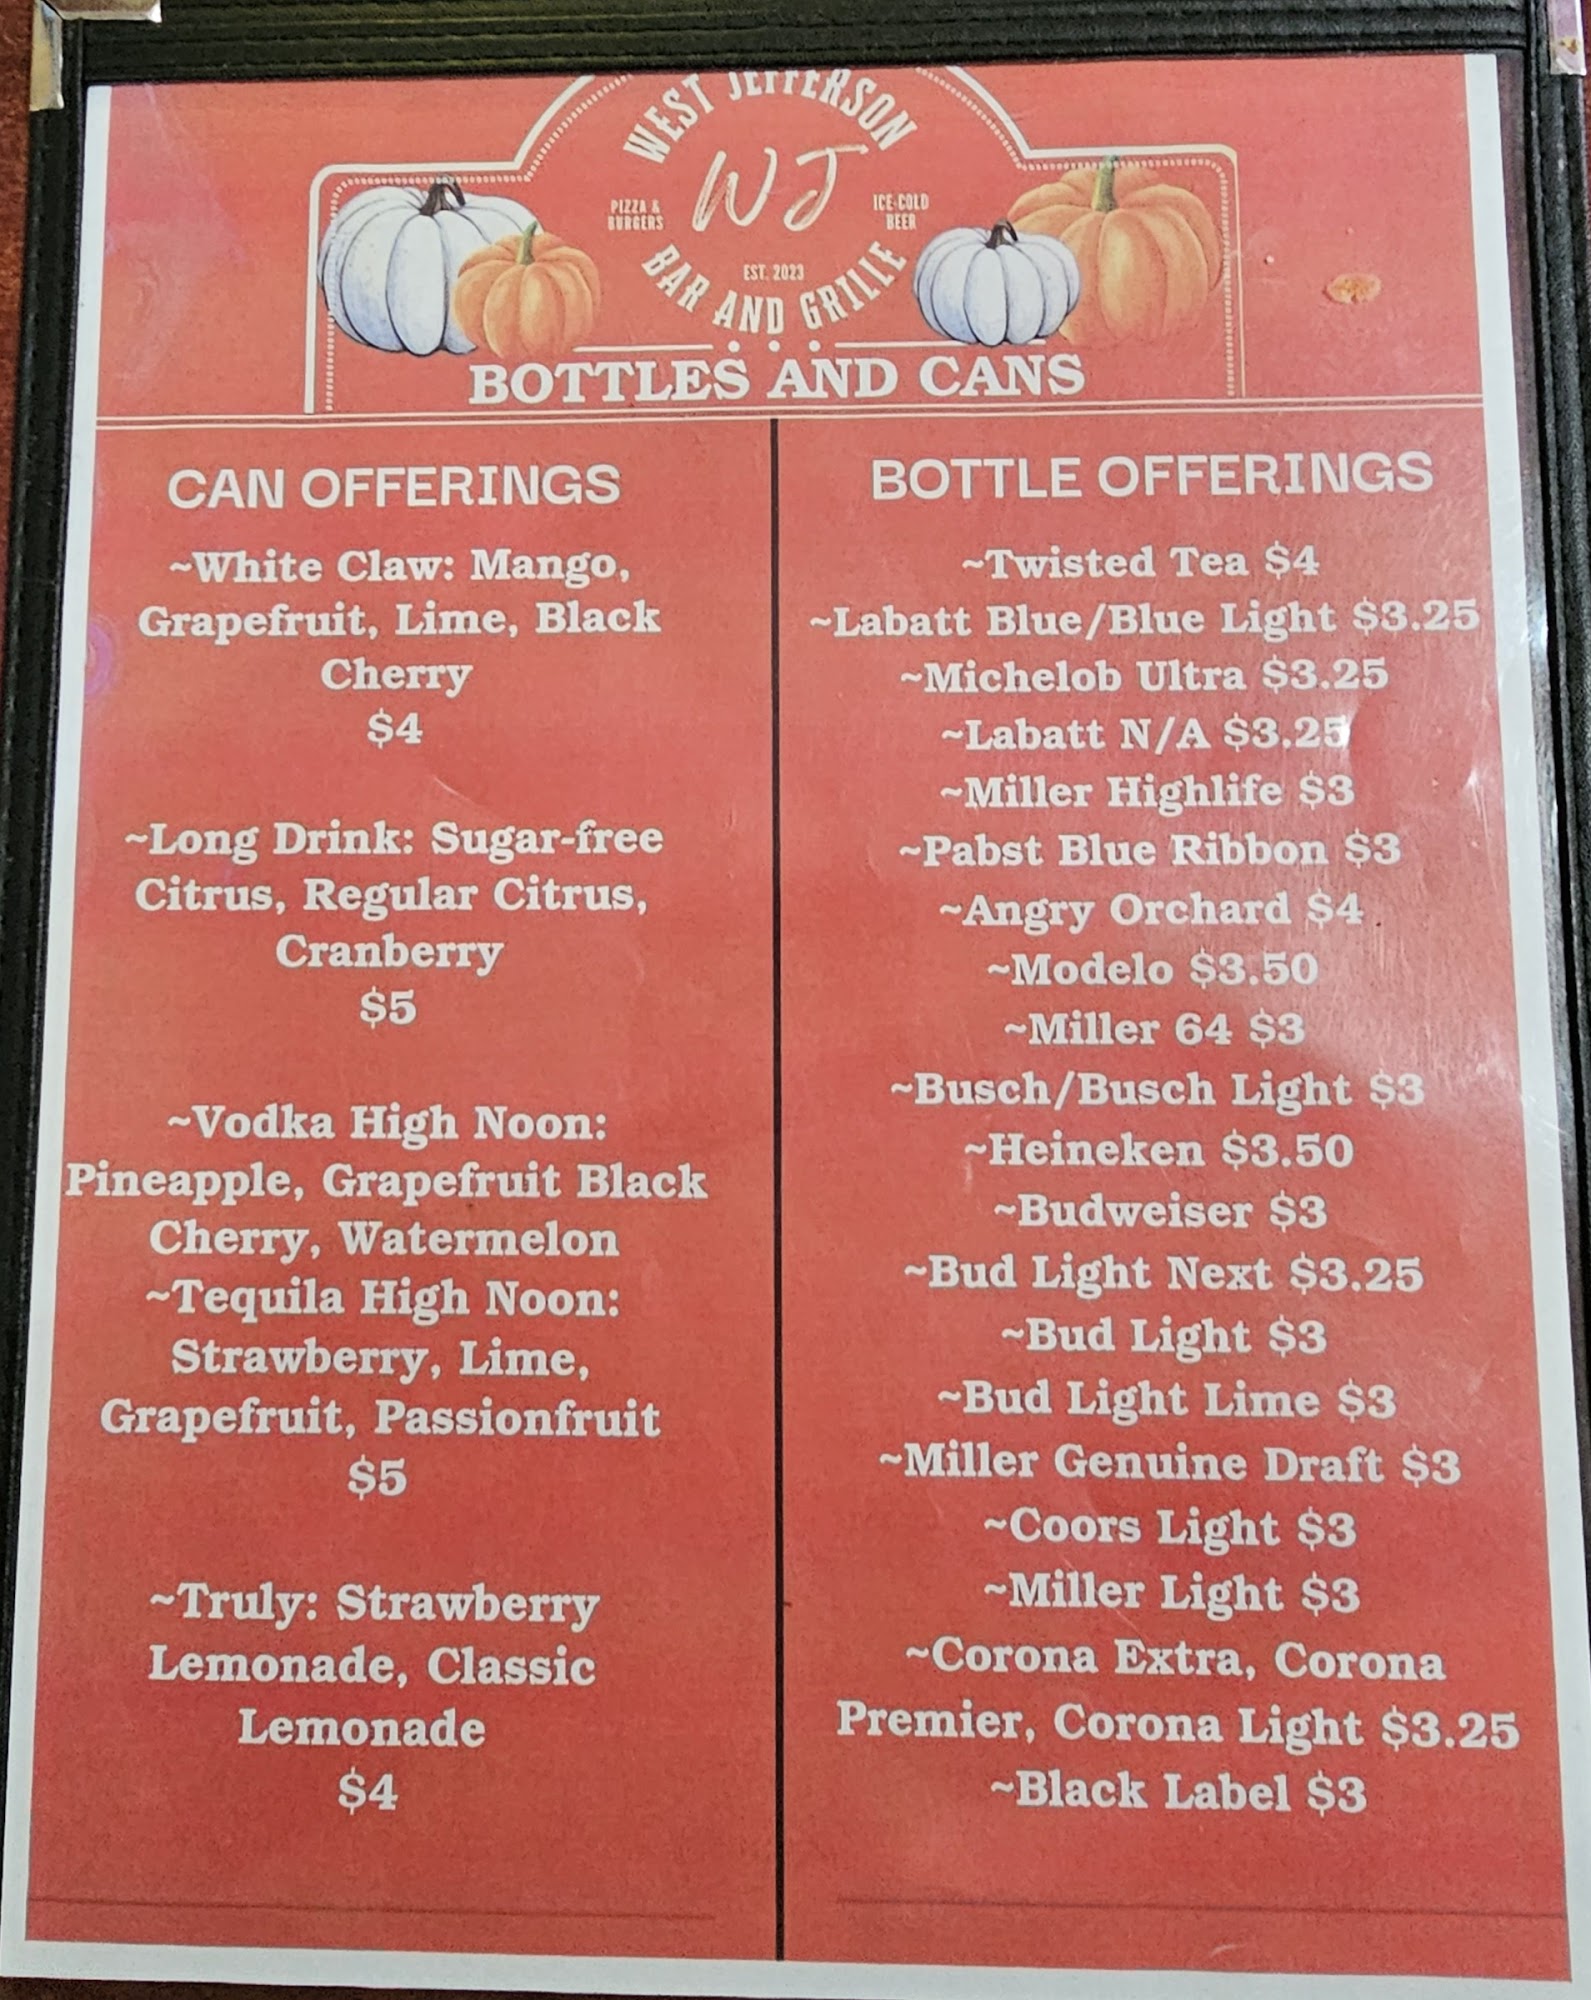 WEST JEFFERSON
WJ
PIZZA &
BURGERS
ICE-COLD
BEER
EST. 2023
BAR AND GRILLE
BOTTLES AND CANS
CAN OFFERINGS
~White Claw: Mango,
Grapefruit, Lime, Black
Cherry
$4
~Long Drink: Sugar-free
Citrus, Regular Citrus,
Cranberry
$5
~Vodka High Noon:
Pineapple, Grapefruit Black
Cherry, Watermelon
~Tequila High Noon:
Strawberry, Lime,
Grapefruit, Passionfruit
$5
~Truly: Strawberry
Lemonade, Classic
Lemonade
$4
BOTTLE OFFERINGS
~Twisted Tea $4
~Labatt Blue/Blue Light $3.25
~Michelob Ultra $3.25
~Labatt N/A $3.25
~Miller Highlife $3
~Pabst Blue Ribbon $3
~Angry Orchard $4
~Modelo $3.50
~Miller 64 $3
~Busch/Busch Light $3
~Heineken $3.50
~Budweiser $3
~Bud Light Next $3.25
~Bud Light $3
~Bud Light Lime $3
~Miller Genuine Draft $3
~Coors Light $3
~Miller Light $3
~Corona Extra, Corona
Premier, Corona Light $3.25
~Black Label $3